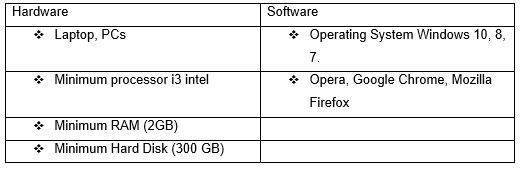 Hardware
Software
❖ Laptop, PCs
❖ Operating System Windows 10, 8,
7.
❖ Minimum processor i3 intel
❖ Opera, Google Chrome, Mozilla
Firefox
❖ Minimum RAM (2GB)
❖ Minimum Hard Disk (300 GB)